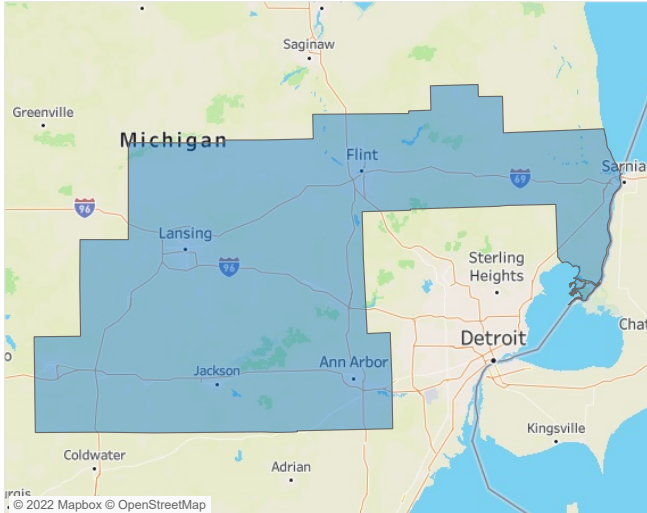 Saginaw
Greenville
Michigan
Flint
Sarnia
69
96
Lansing
96
Sterling
Heights
Chat
Detroit
Jackson
Ann Arbor
Kingsville
Coldwater
Adrian
urgis
© 2022 Mapbox © OpenStreetMap